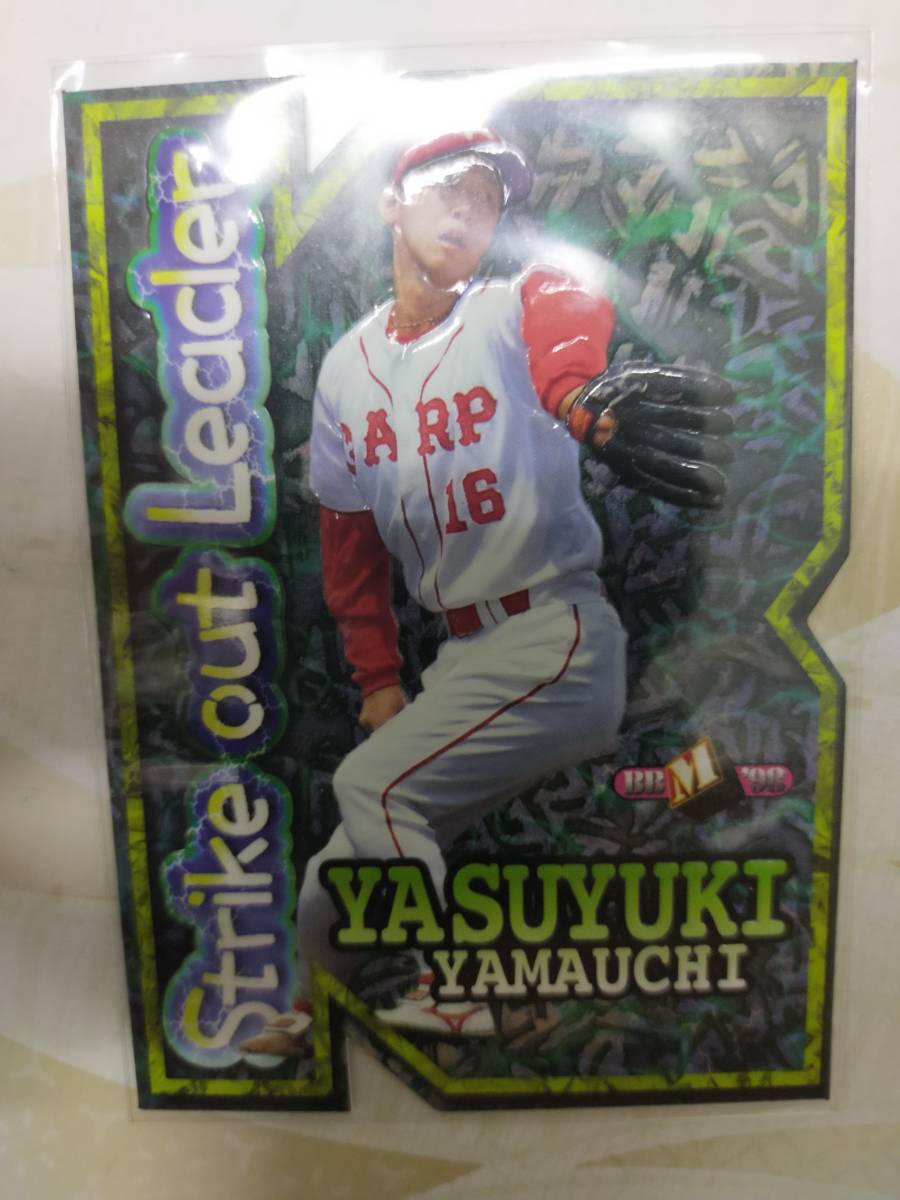 Strike out Leader
CARP
16
BBM '98
YASUYUKI
YAMAUCHI